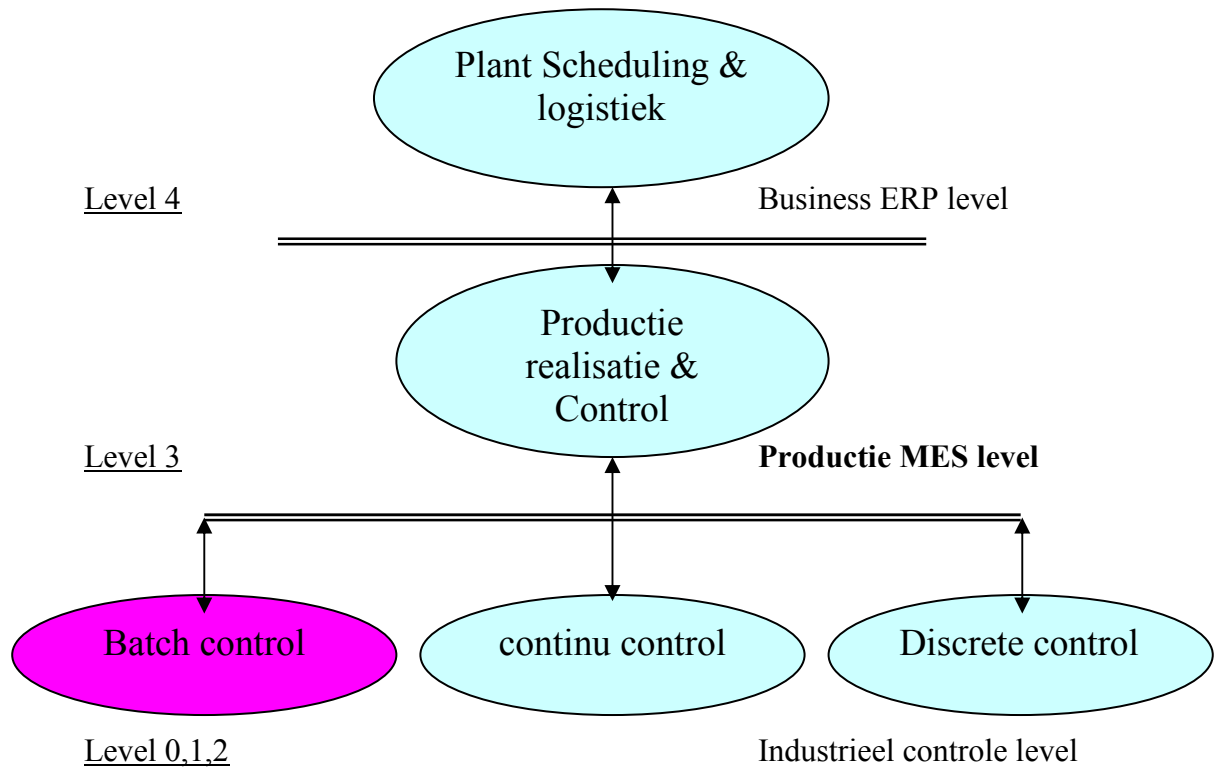 Plant Scheduling &
logistiek
Level 4
Business ERP level
Productie
realisatie &
Control
Level 3
Productie MES level
Batch control
continu control
Discrete control
Level 0,1,2
Industrieel controle level